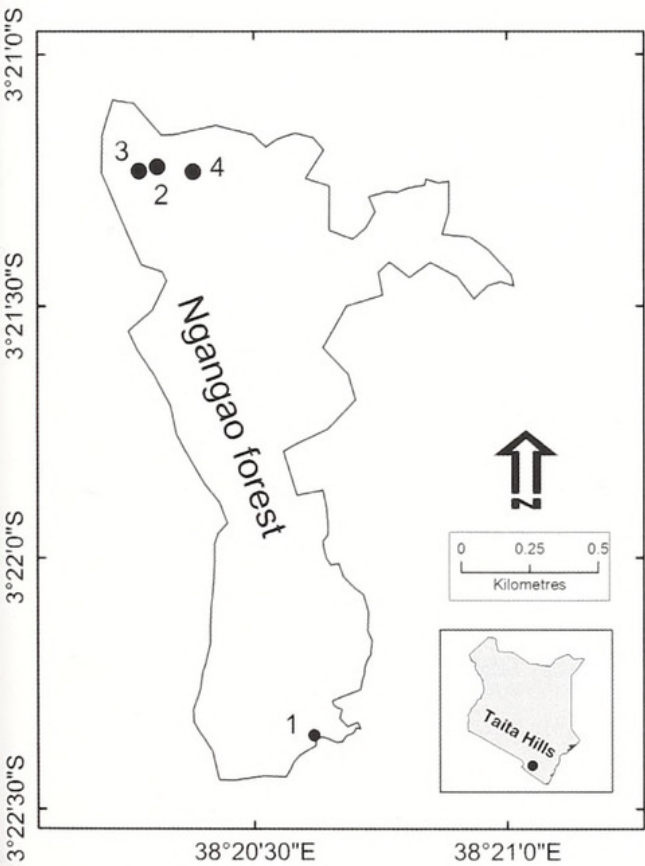 3°21'0"S
3
2
4
3°21'30"S
Ngangao forest
N
3°22'0"S
0 0.25 0.5
Kilometres
Taita Hills
1
3°22'30"S
38°20'30"E 38°21'0"E